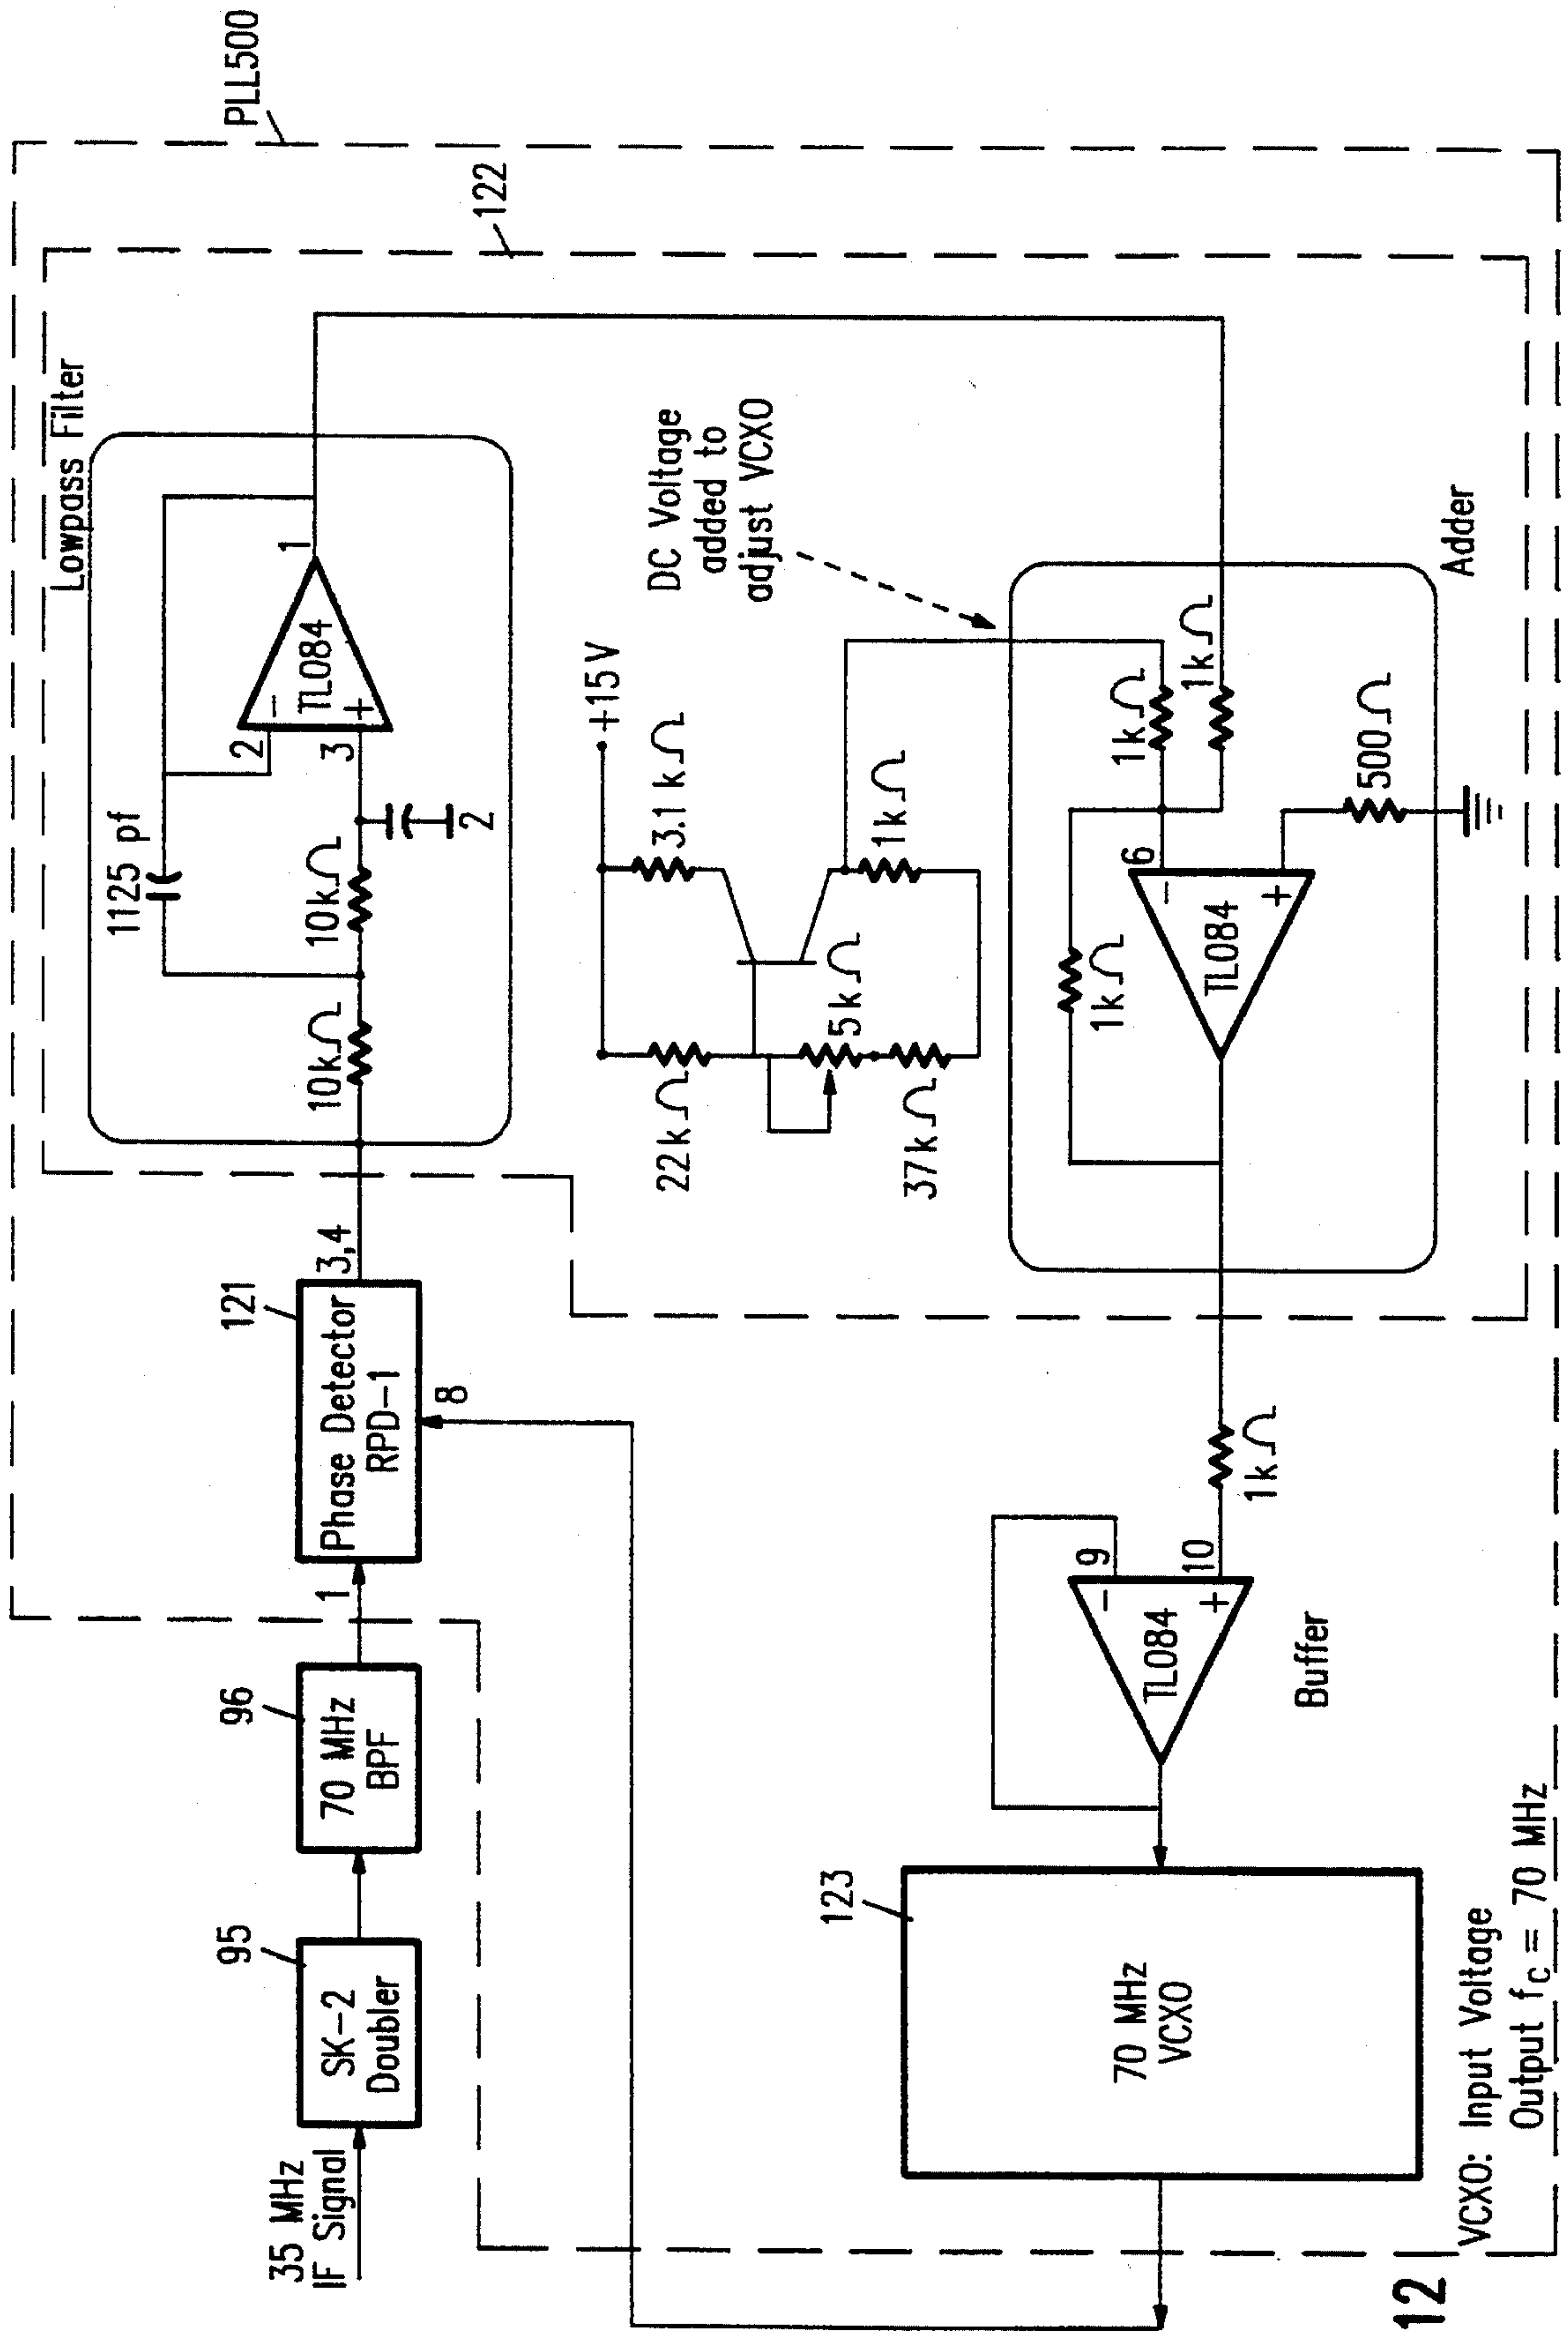 PLL500
122
Lowpass Filter
1125 pf
10kΩ
10kΩ
2
3
−
+
TL084
1
2
35 MHz
IF Signal
95
SK-2
Doubler
96
70 MHz
BPF
1
121
Phase Detector
RPD-1
3,4
8
+15V
22kΩ
3.1kΩ
5kΩ
37kΩ
1kΩ
DC Voltage
added to
adjust VCXO
1kΩ
1kΩ
1kΩ
6
−
+
TL084
500Ω
Adder
1kΩ
9
10
−
+
TL084
Buffer
123
70 MHz
VCXO
VCXO: Input Voltage
Output fc = 70 MHz
12